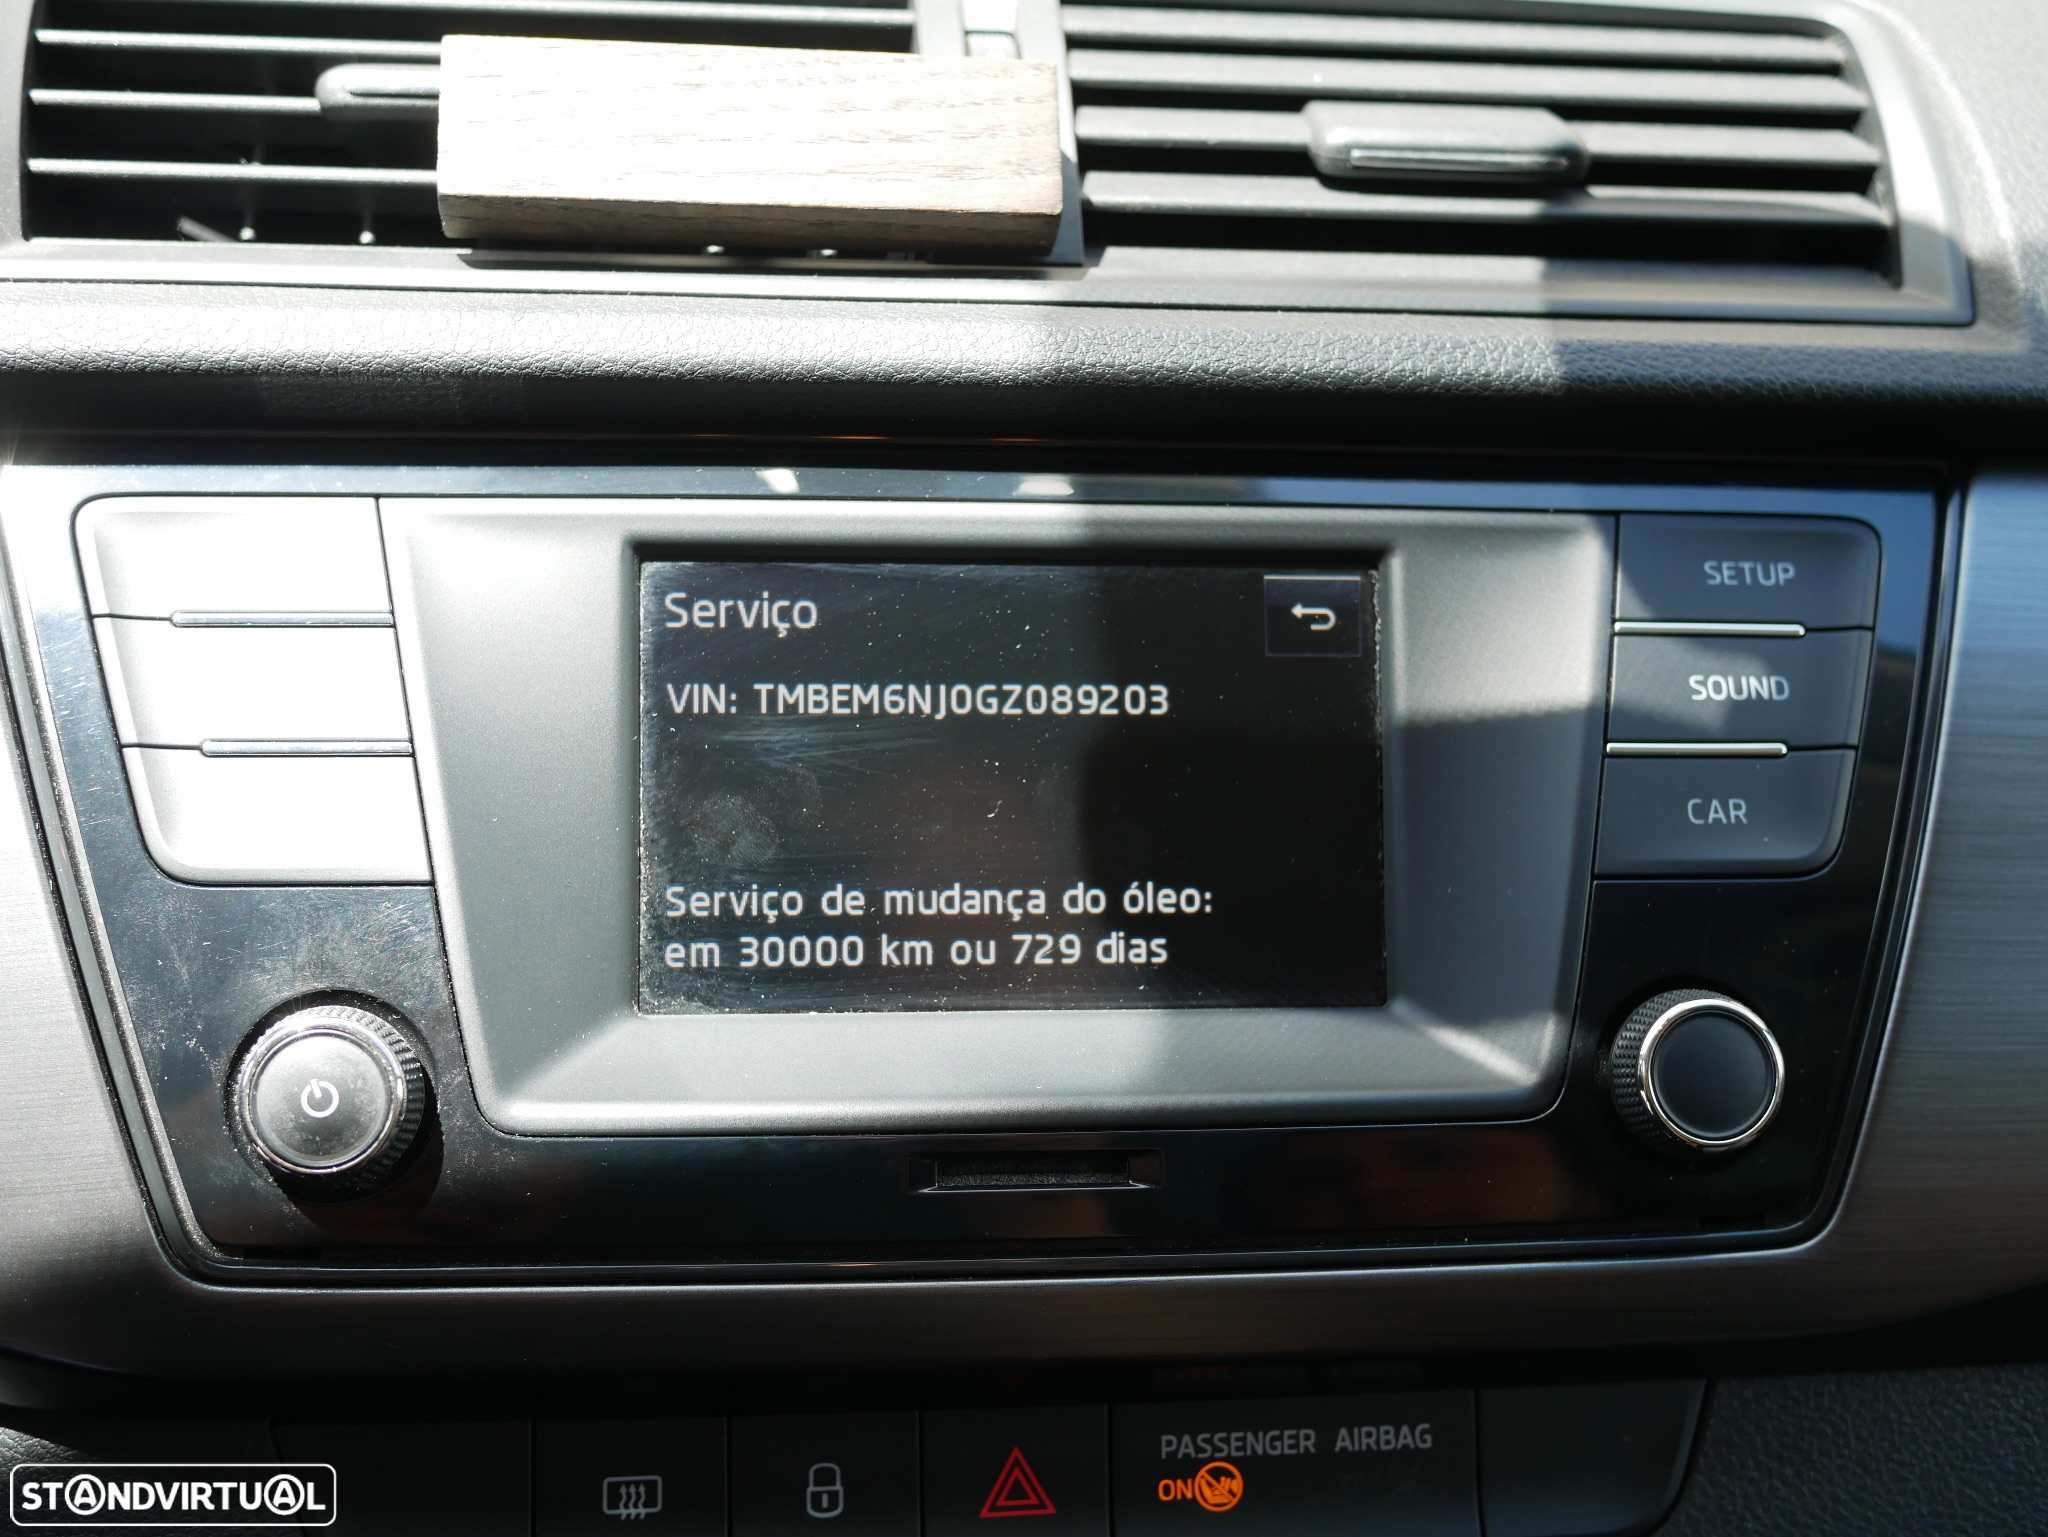 SETUP
Serviço
VIN: TMBEM6NJ0GZ089203
SOUND
CAR
Serviço de mudança do óleo:
em 30000 km ou 729 dias
PASSENGER AIRBAG
ON
STANDVIRTUAL